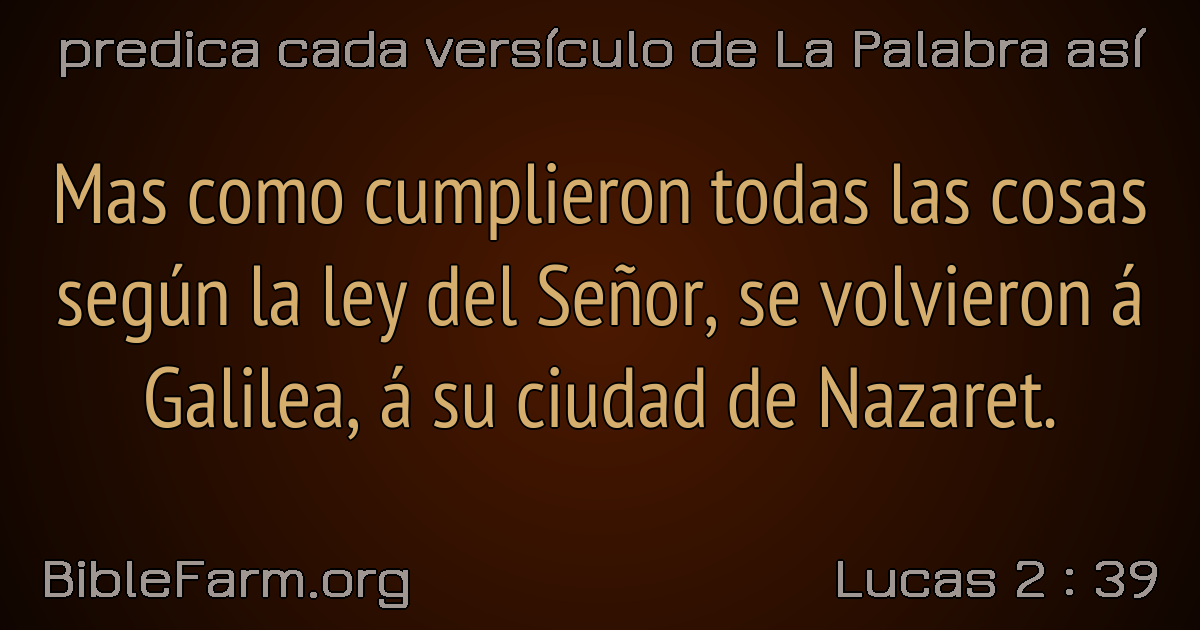 predica cada versículo de La Palabra así
Mas como cumplieron todas las cosas
según la ley del Señor, se volvieron á
Galilea, á su ciudad de Nazaret.
BibleFarm.org
Lucas 2 : 39